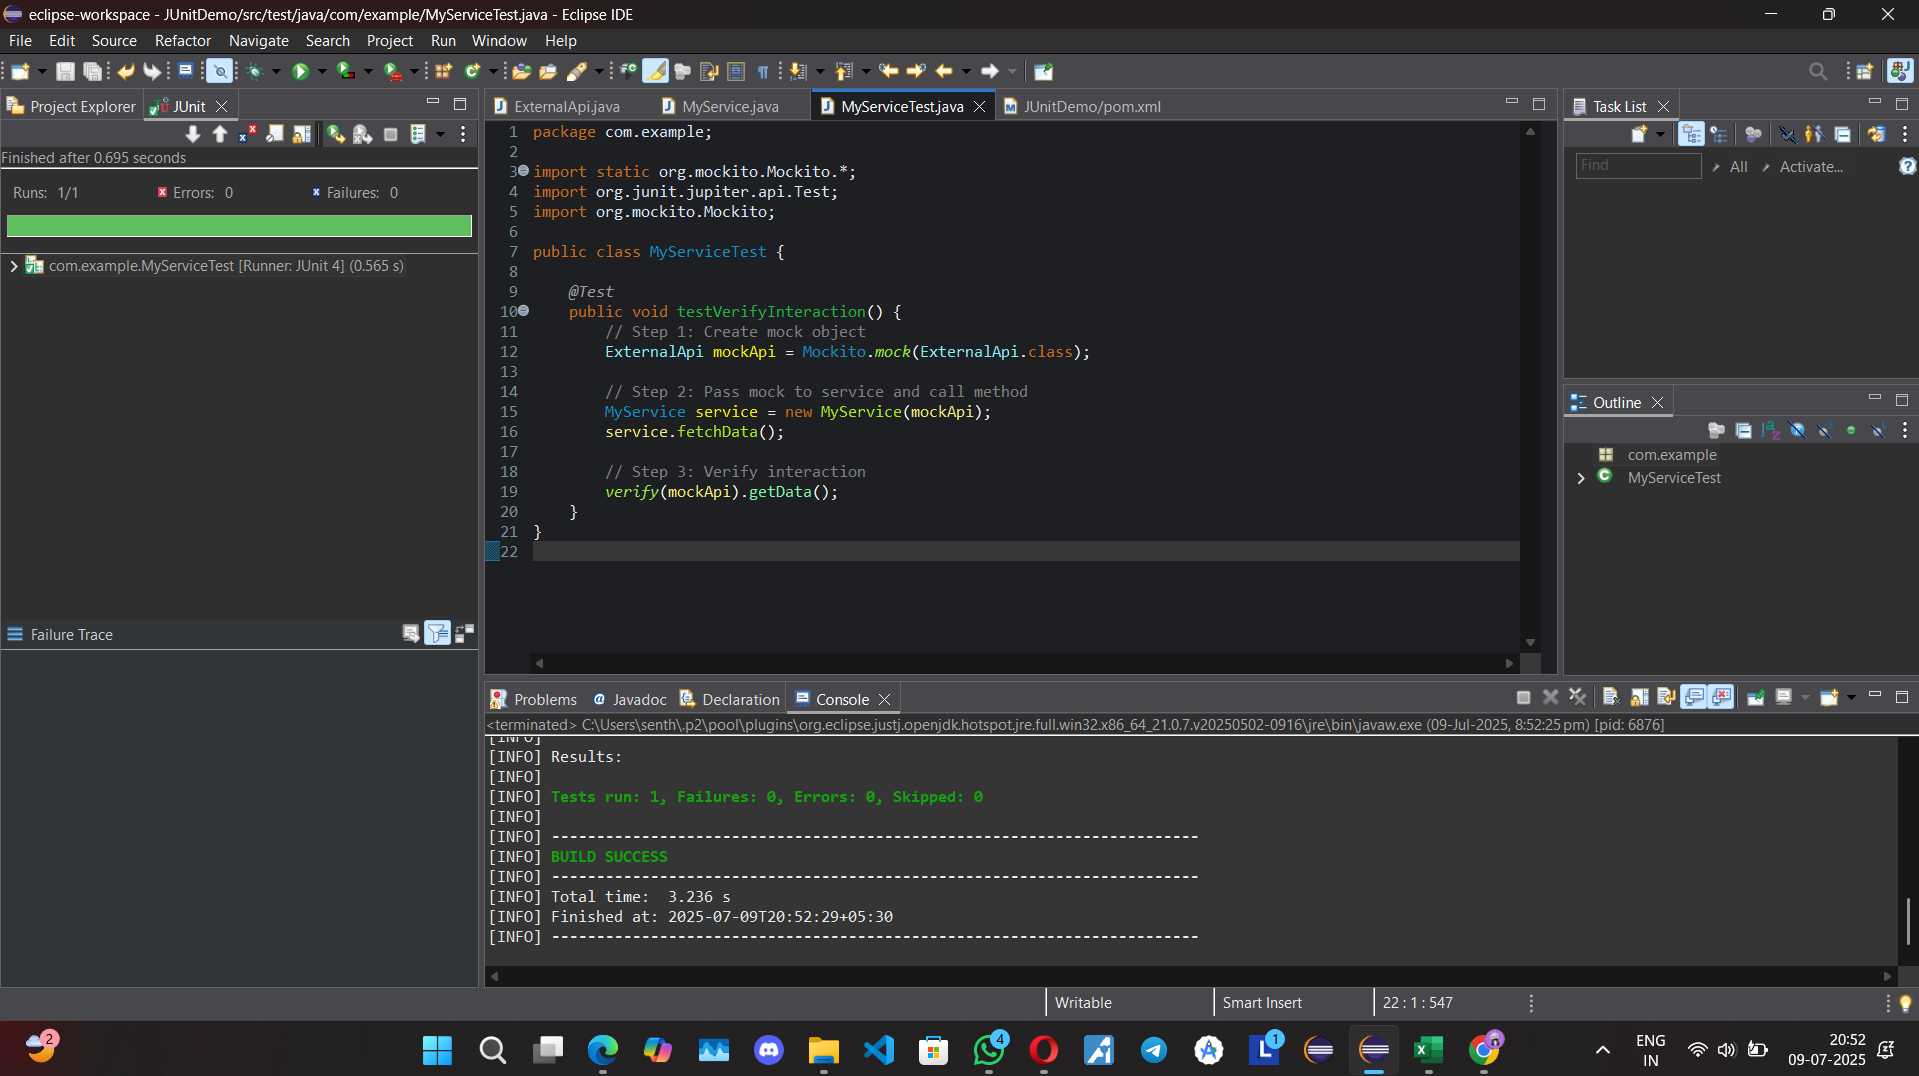 eclipse-workspace - JUnitDemo/src/test/java/com/example/MyServiceTest.java - Eclipse IDE
File Edit Source Refactor Navigate Search Project Run Window Help
Project Explorer JUnit
Finished after 0.695 seconds
Runs: 1/1 Errors: 0 Failures: 0
com.example.MyServiceTest [Runner: JUnit 4] (0.565 s)
Failure Trace
ExternalApi.java MyService.java MyServiceTest.java JUnitDemo/pom.xml
1 package com.example;
2
3 import static org.mockito.Mockito.*;
4 import org.junit.jupiter.api.Test;
5 import org.mockito.Mockito;
6
7 public class MyServiceTest {
8
9 @Test
10 public void testVerifyInteraction() {
11 // Step 1: Create mock object
12 ExternalApi mockApi = Mockito.mock(ExternalApi.class);
13
14 // Step 2: Pass mock to service and call method
15 MyService service = new MyService(mockApi);
16 service.fetchData();
17
18 // Step 3: Verify interaction
19 verify(mockApi).getData();
20 }
21 }
22
Task List
Find All Activate...
Outline
com.example
MyServiceTest
Problems Javadoc Declaration Console
<terminated> C:\Users\senth\.p2\pool\plugins\org.eclipse.justj.openjdk.hotspot.jre.full.win32.x86_64_21.0.7.v20250502-0916\jre\bin\javaw.exe (09-Jul-2025, 8:52:25 pm) [pid: 6876]
[INFO]
[INFO] Results:
[INFO]
[INFO] Tests run: 1, Failures: 0, Errors: 0, Skipped: 0
[INFO]
[INFO] ------------------------------------------------------------------------
[INFO] BUILD SUCCESS
[INFO] ------------------------------------------------------------------------
[INFO] Total time:  3.236 s
[INFO] Finished at: 2025-07-09T20:52:29+05:30
[INFO] ------------------------------------------------------------------------
Writable Smart Insert 22 : 1 : 547
2
4
1
ENG
IN
20:52
09-07-2025